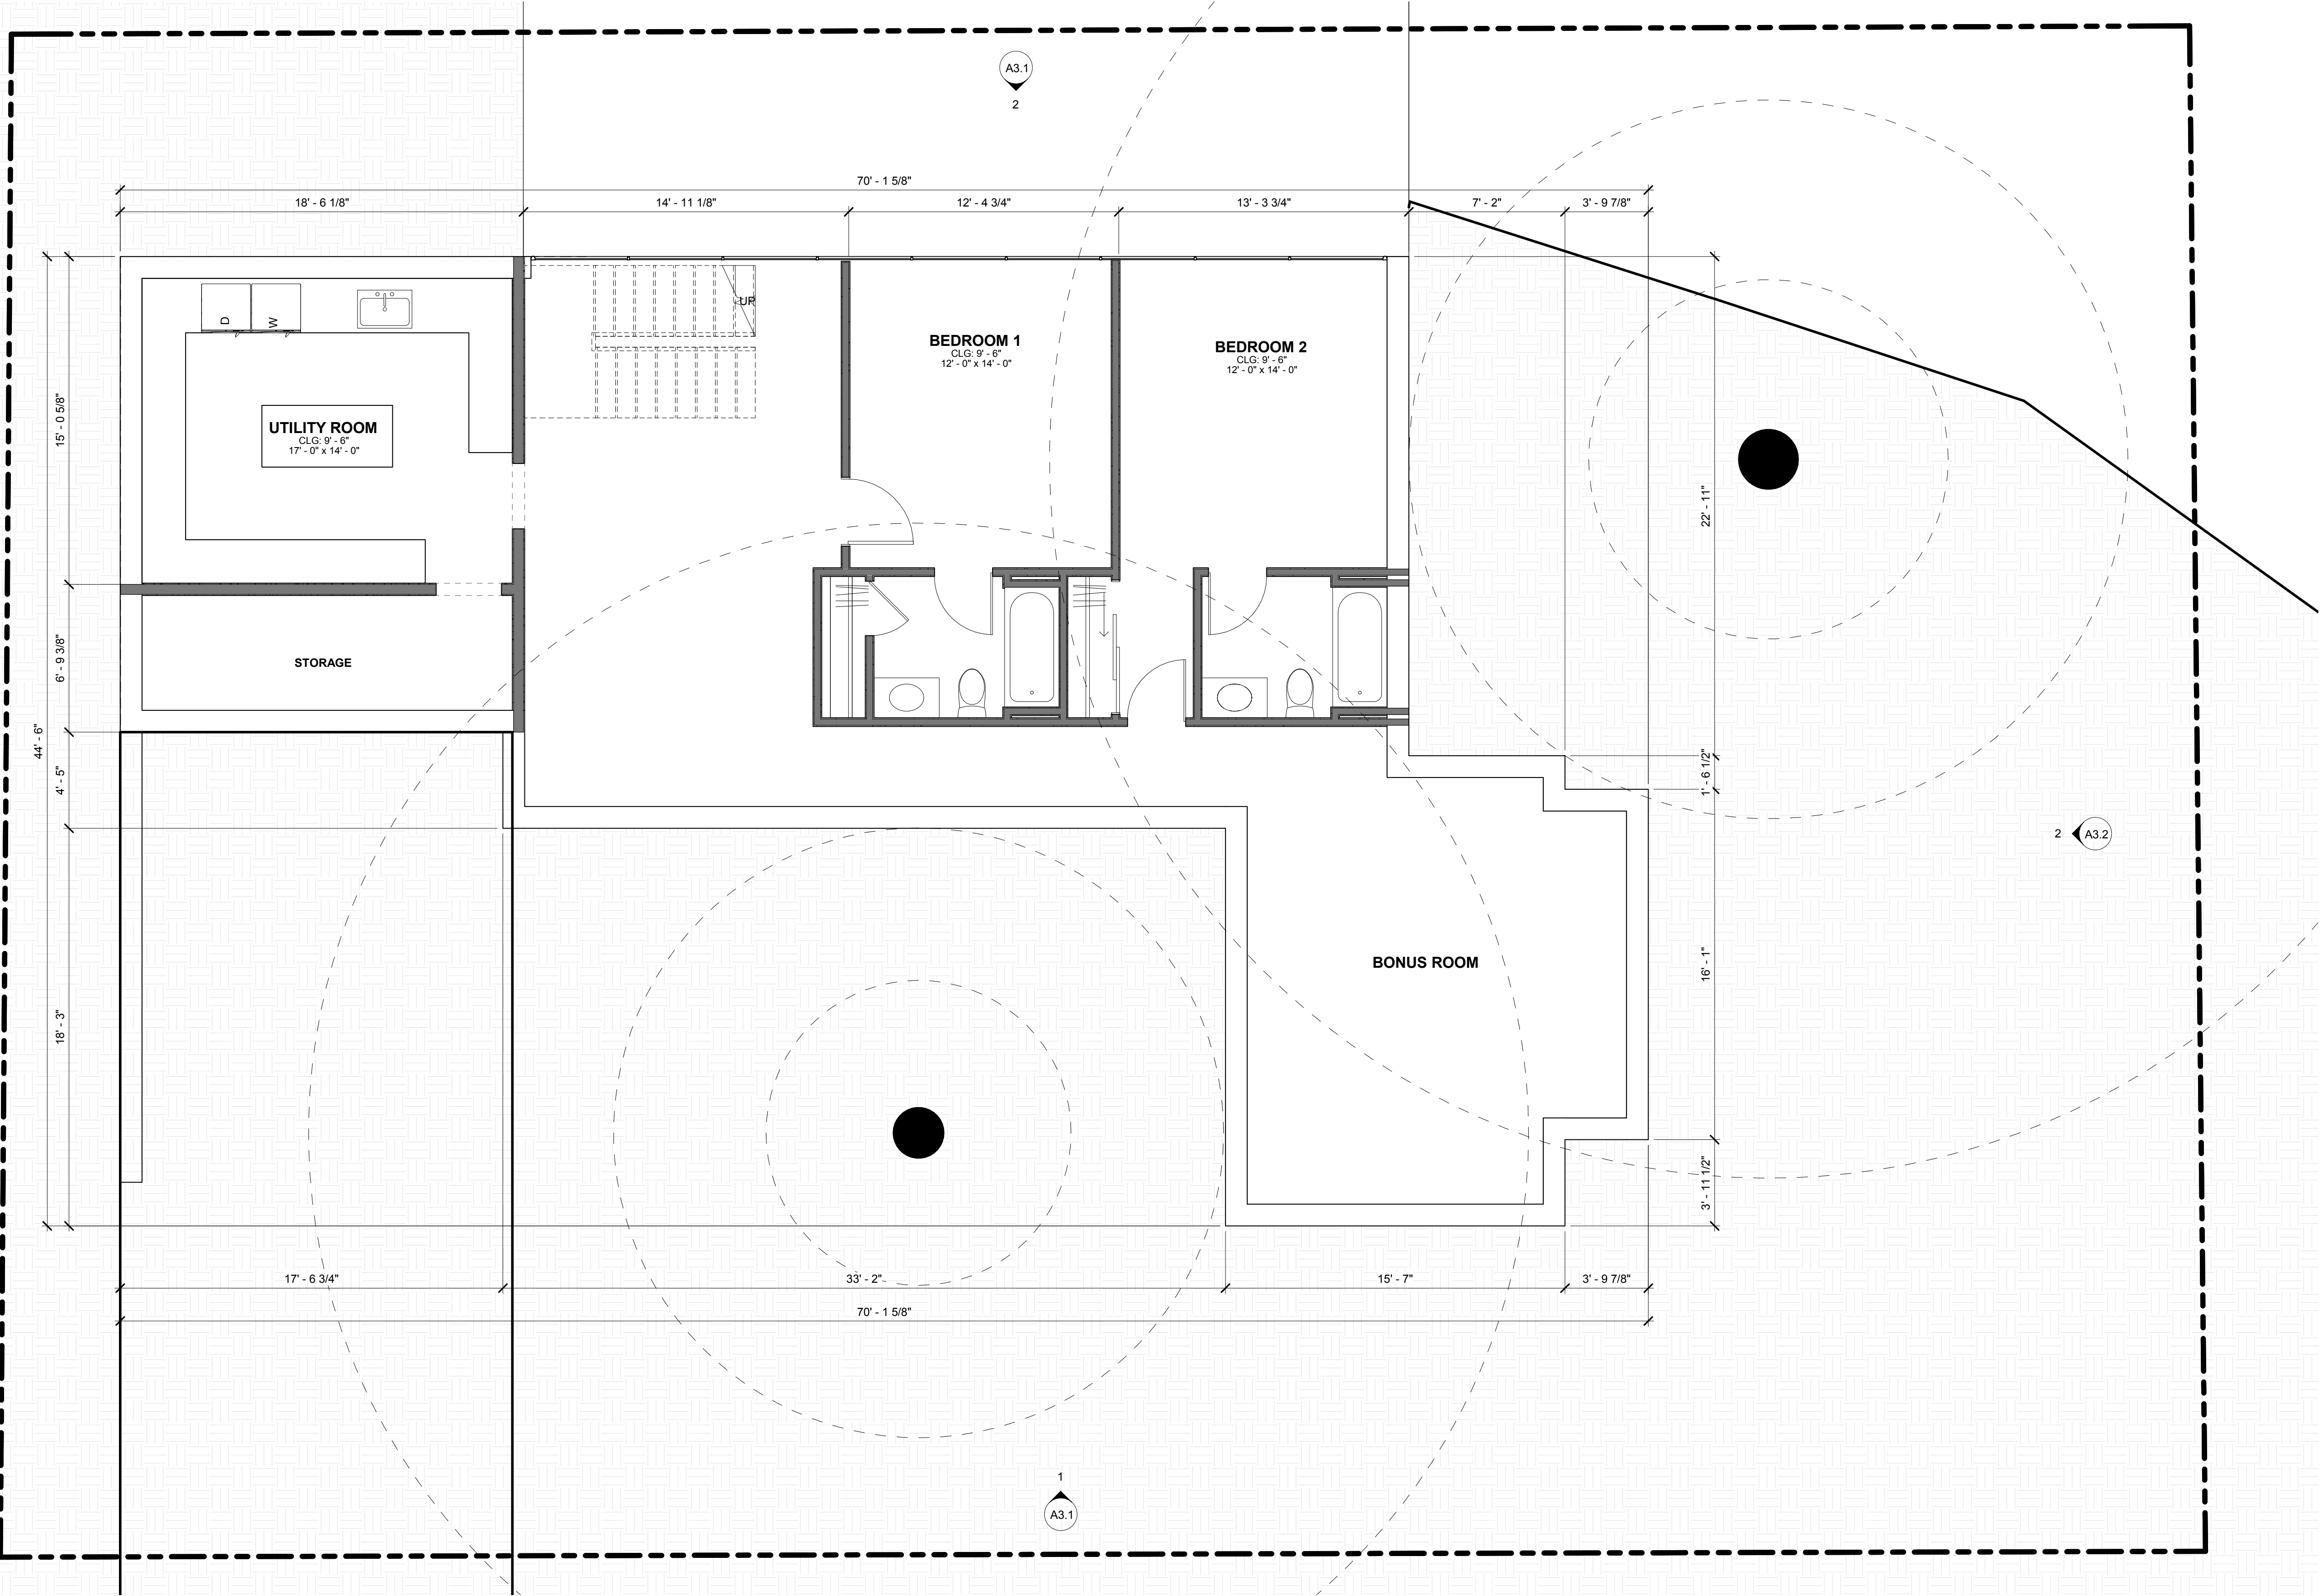 A3.1
2
70' - 1 5/8"
18' - 6 1/8"
14' - 11 1/8"
12' - 4 3/4"
13' - 3 3/4"
7' - 2"
3' - 9 7/8"
UP
D
W
BEDROOM 1
CLG: 9' - 6"
12' - 0" x 14' - 0"
BEDROOM 2
CLG: 9' - 6"
12' - 0" x 14' - 0"
UTILITY ROOM
CLG: 9' - 6"
17' - 0" x 14' - 0"
15' - 0 5/8"
22' - 11"
STORAGE
6' - 9 3/8"
44' - 6"
4' - 5"
1' - 6 1/2"
2
A3.2
BONUS ROOM
16' - 1"
18' - 3"
3' - 11 1/2"
17' - 6 3/4"
33' - 2"
15' - 7"
3' - 9 7/8"
70' - 1 5/8"
1
A3.1